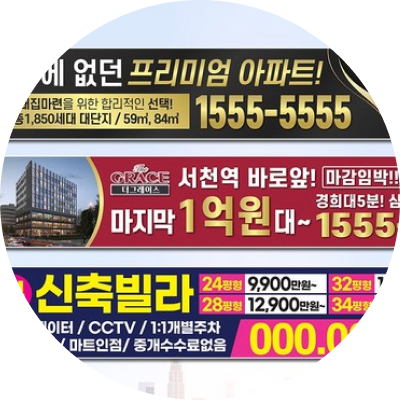 에 없던 프리미엄 아파트!
집마련을 위한 합리적인 선택!
1,850세대 대단지 / 59㎡, 84㎡
1555-5555
The
GRACE
더그레이스
서천역 바로앞! 마감임박!!
마지막 1억원대~
경희대5분!
1555
신축빌라
24평형 9,900만원~ 32평형
28평형 12,900만원~ 34평형
이터 / CCTV / 1:1개별주차
/ 마트인점/ 중개수수료없음
000.0